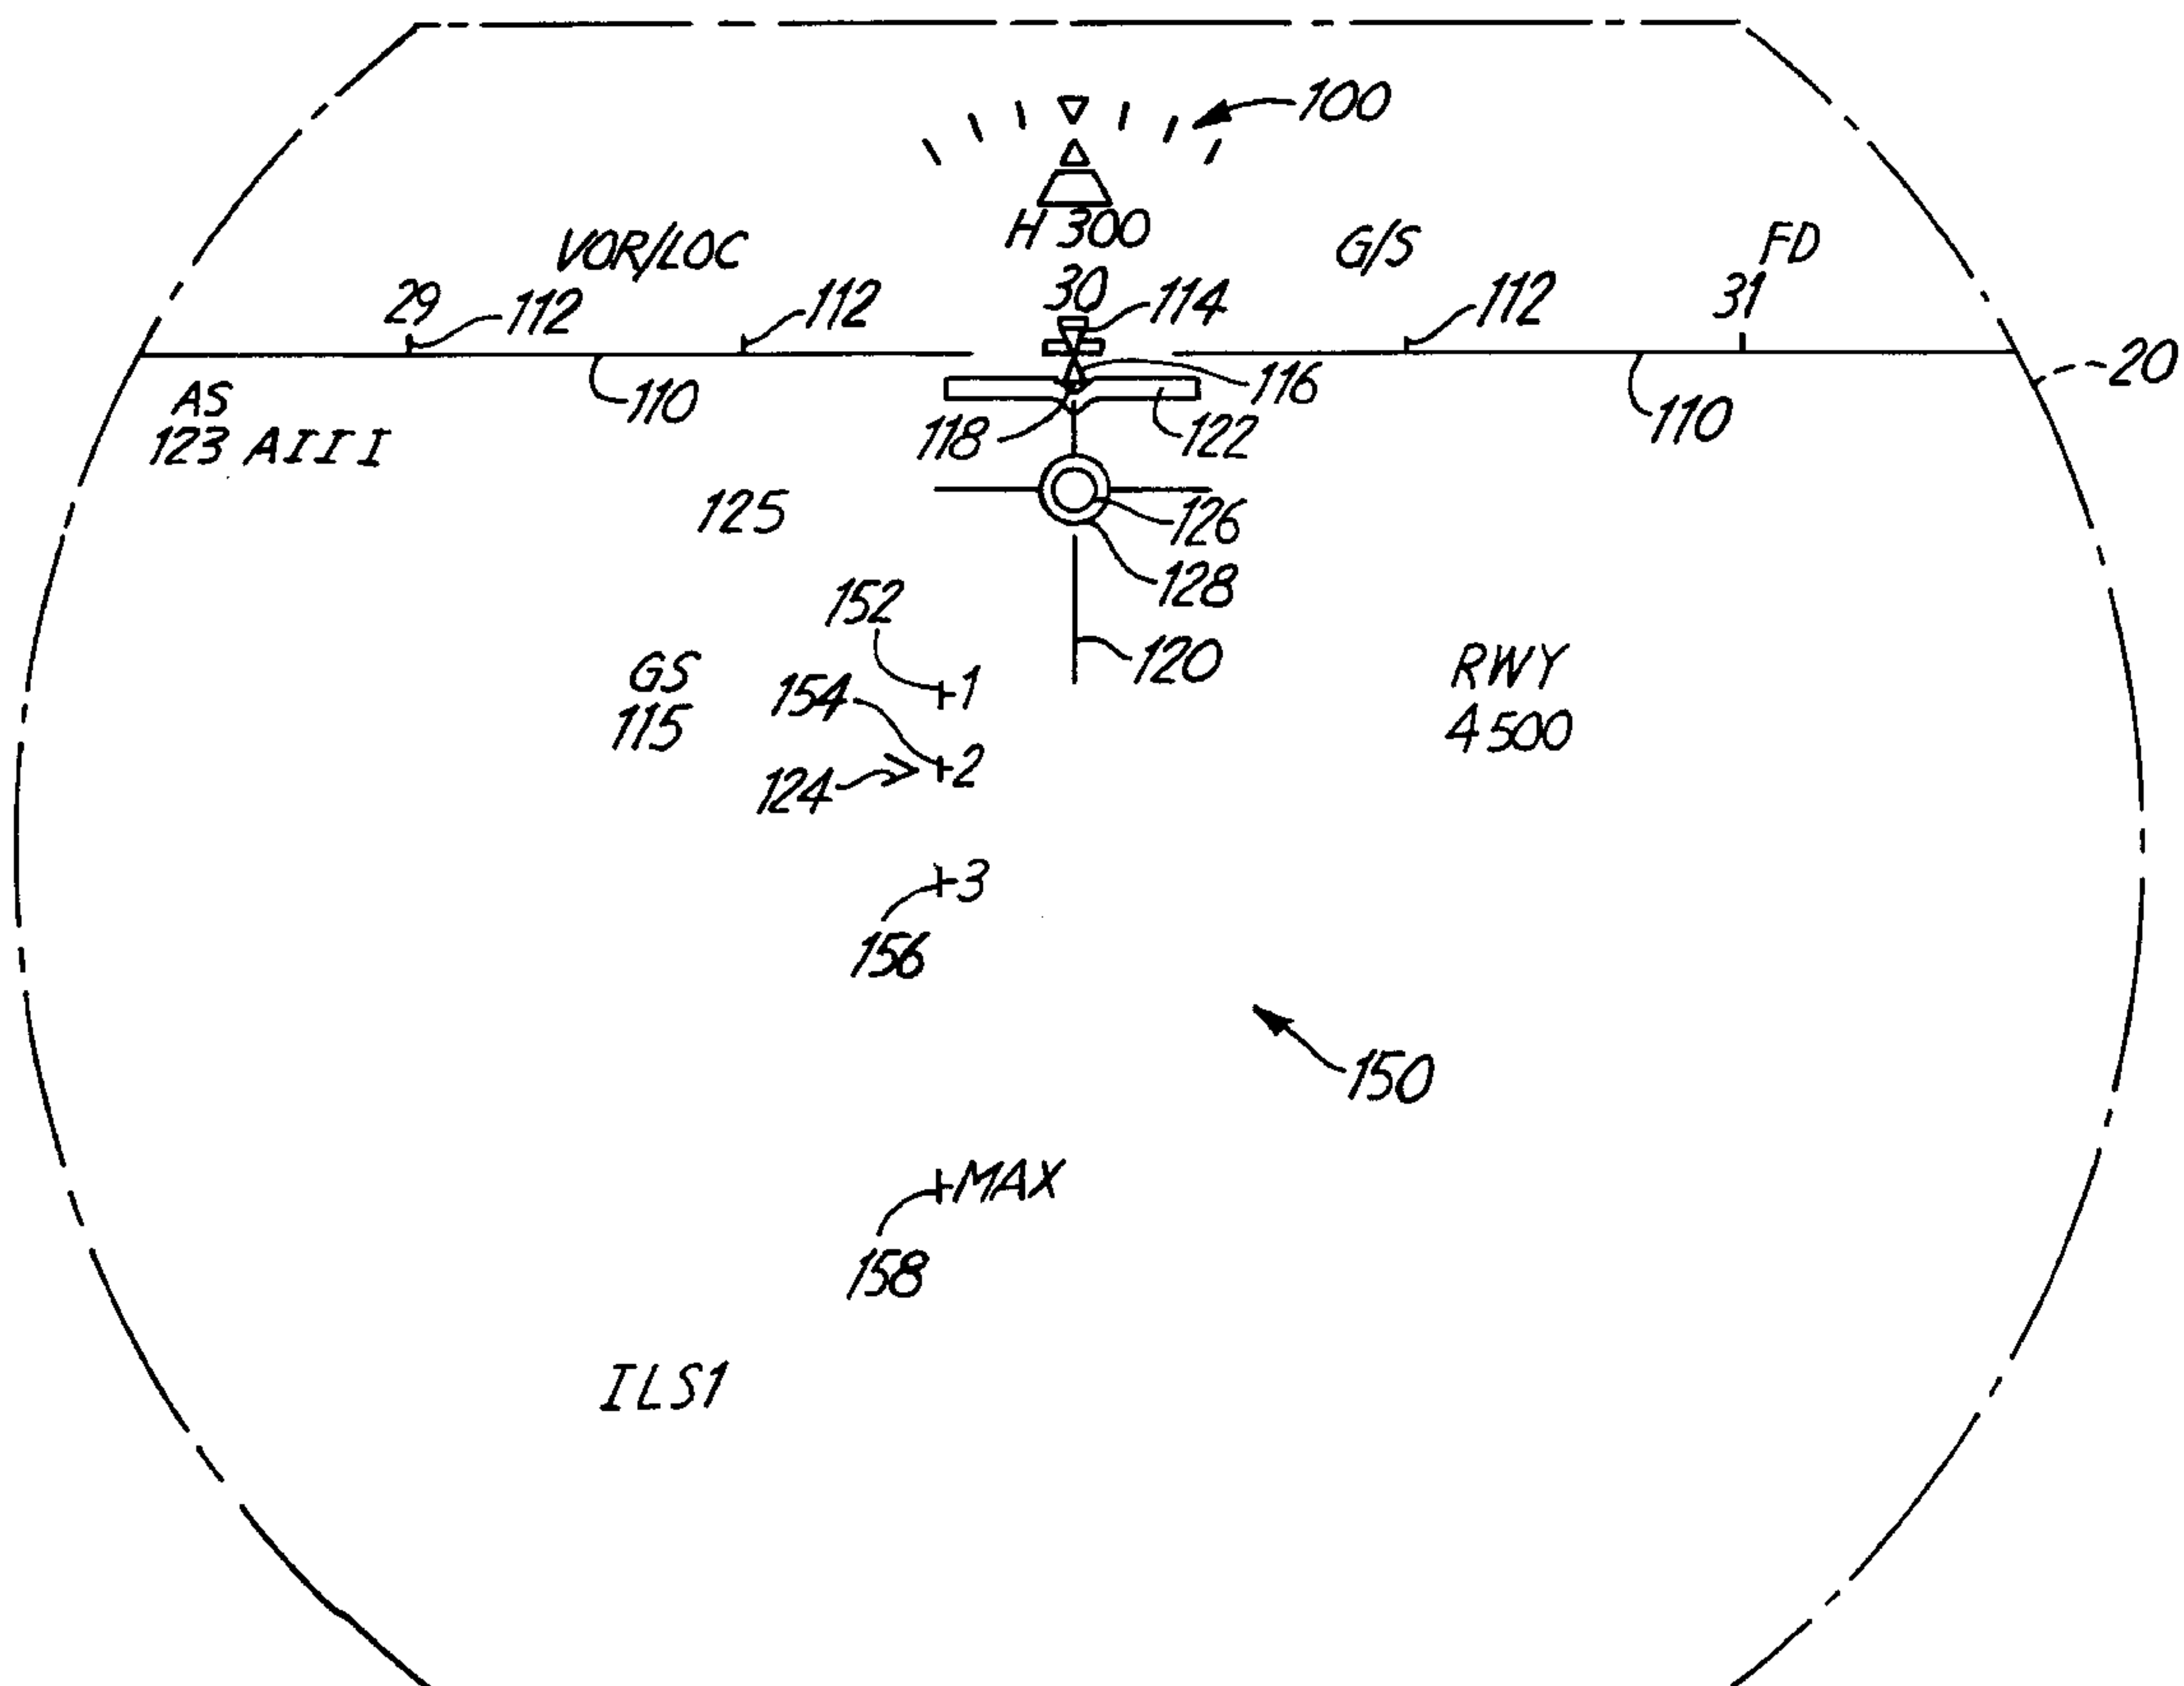 100
H 300
VOR/LOC G/S FD
29 112 112 30 114 112 31
110 116 110 20
AS
123 AIII
118 122
125 126
128
152
120
GS 1 RWY
115 154 4500
124 2
3
156
150
MAX
158
ILS1